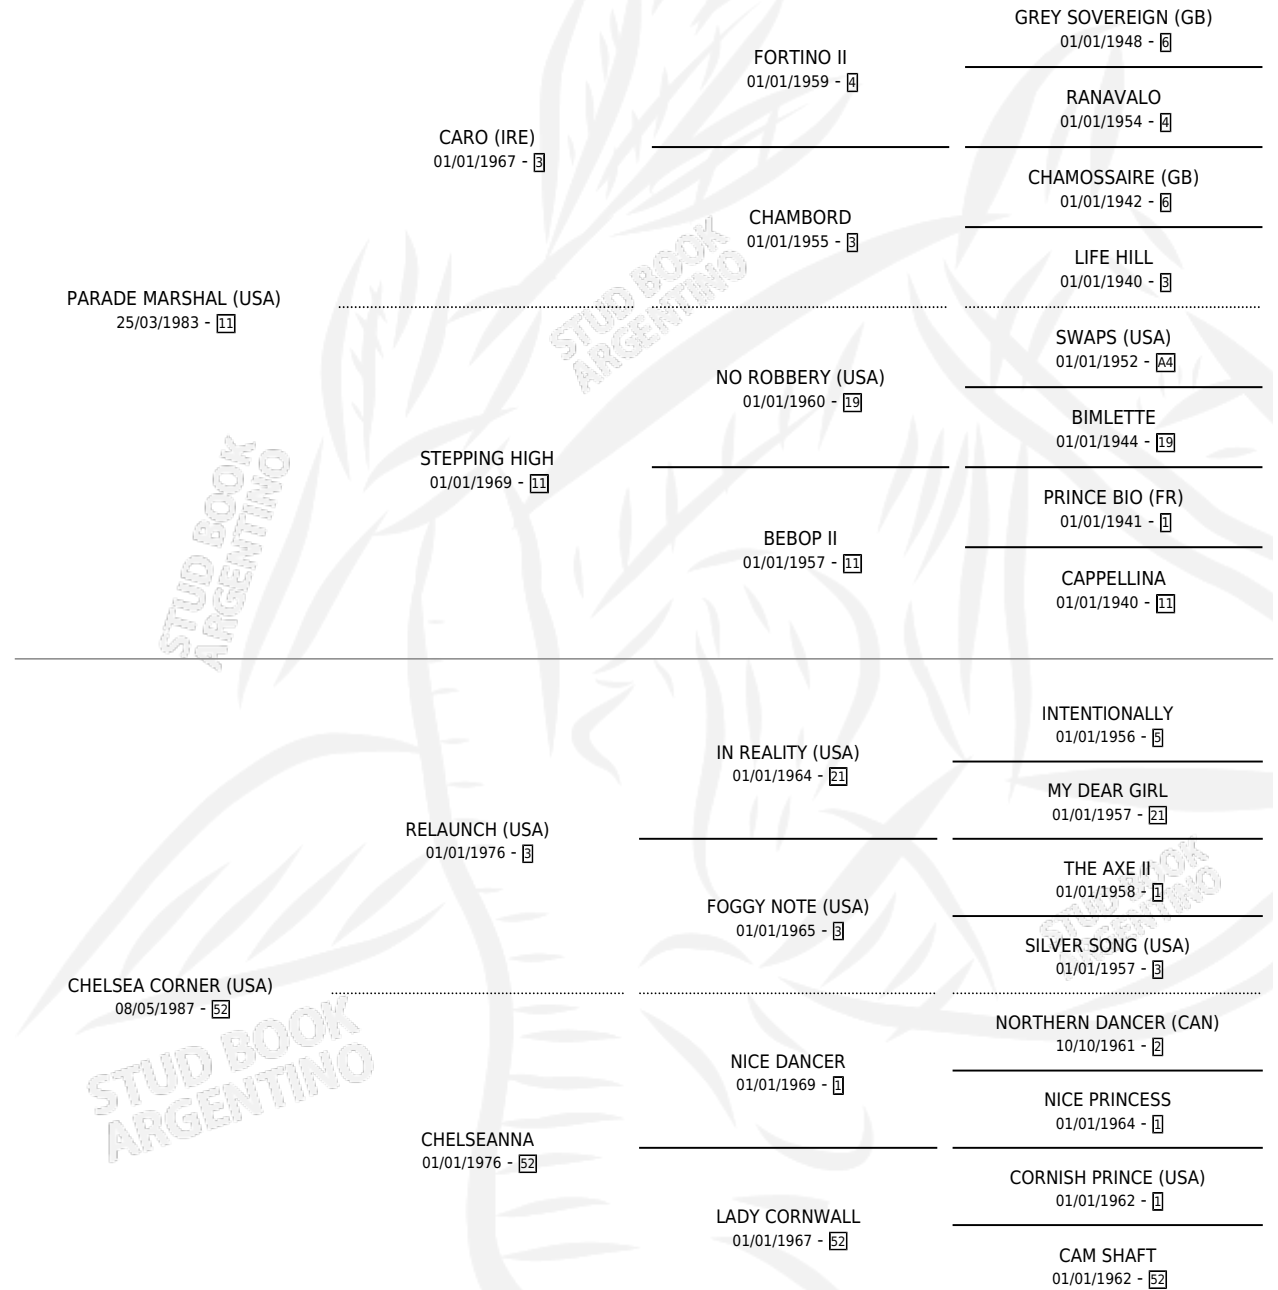 GREY SOVEREIGN (GB)
01/01/1948 - 6
FORTINO II
01/01/1959 - 4
RANAVALO
01/01/1954 - 4
CARO (IRE)
01/01/1967 - 3
CHAMOSSAIRE (GB)
01/01/1942 - 6
CHAMBORD
01/01/1955 - 3
LIFE HILL
01/01/1940 - 3
PARADE MARSHAL (USA)
25/03/1983 - 11
STUD BOOK
ARGENTINO
SWAPS (USA)
01/01/1952 - A4
NO ROBBERY (USA)
01/01/1960 - 19
BIMLETTE
01/01/1944 - 19
STEPPING HIGH
01/01/1969 - 11
PRINCE BIO (FR)
01/01/1941 - 1
BEBOP II
01/01/1957 - 11
CAPPELLINA
01/01/1940 - 11
STUD BOOK
ARGENTINO
INTENTIONALLY
01/01/1956 - 5
IN REALITY (USA)
01/01/1964 - 21
MY DEAR GIRL
01/01/1957 - 21
RELAUNCH (USA)
01/01/1976 - 3
THE AXE II
01/01/1958 - 1
FOGGY NOTE (USA)
01/01/1965 - 3
SILVER SONG (USA)
01/01/1957 - 3
STUD BOOK
ARGENTINO
CHELSEA CORNER (USA)
08/05/1987 - 52
NORTHERN DANCER (CAN)
10/10/1961 - 2
NICE DANCER
01/01/1969 - 1
NICE PRINCESS
01/01/1964 - 1
STUD BOOK
ARGENTINO
CHELSEANNA
01/01/1976 - 52
CORNISH PRINCE (USA)
01/01/1962 - 1
LADY CORNWALL
01/01/1967 - 52
CAM SHAFT
01/01/1962 - 52